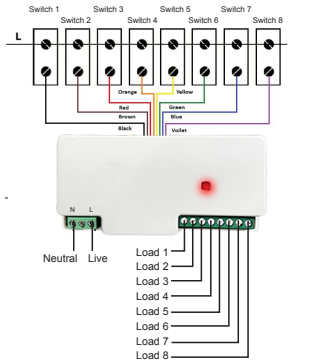 Switch 1 Switch 3 Switch 5 Switch 7
Switch 2 Switch 4 Switch 6 Switch 8
L
Orange Yellow
Red Green
Brown Blue
Black Voilet
"
N L
Neutral Live
Load 1
Load 2
Load 3
Load 4
Load 5
Load 6
Load 7
Load 8